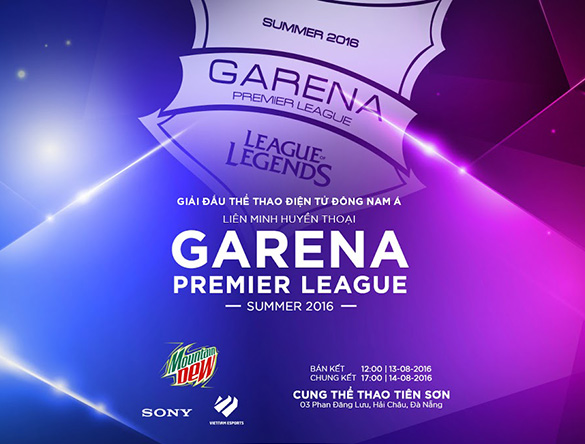 SUMMER 2016
GARENA
PREMIER LEAGUE
LEAGUE OF
LEGENDS
GIẢI ĐẤU THỂ THAO ĐIỆN TỬ ĐÔNG NAM Á
LIÊN MINH HUYỀN THOẠI
GARENA
PREMIER LEAGUE
— SUMMER 2016 —
Mountain
DEW
SONY
VIETNAM ESPORTS
BÁN KẾT 12:00 | 13-08-2016
CHUNG KẾT 17:00 | 14-08-2016
CUNG THỂ THAO TIÊN SƠN
03 Phan Đăng Lưu, Hải Châu, Đà Nẵng